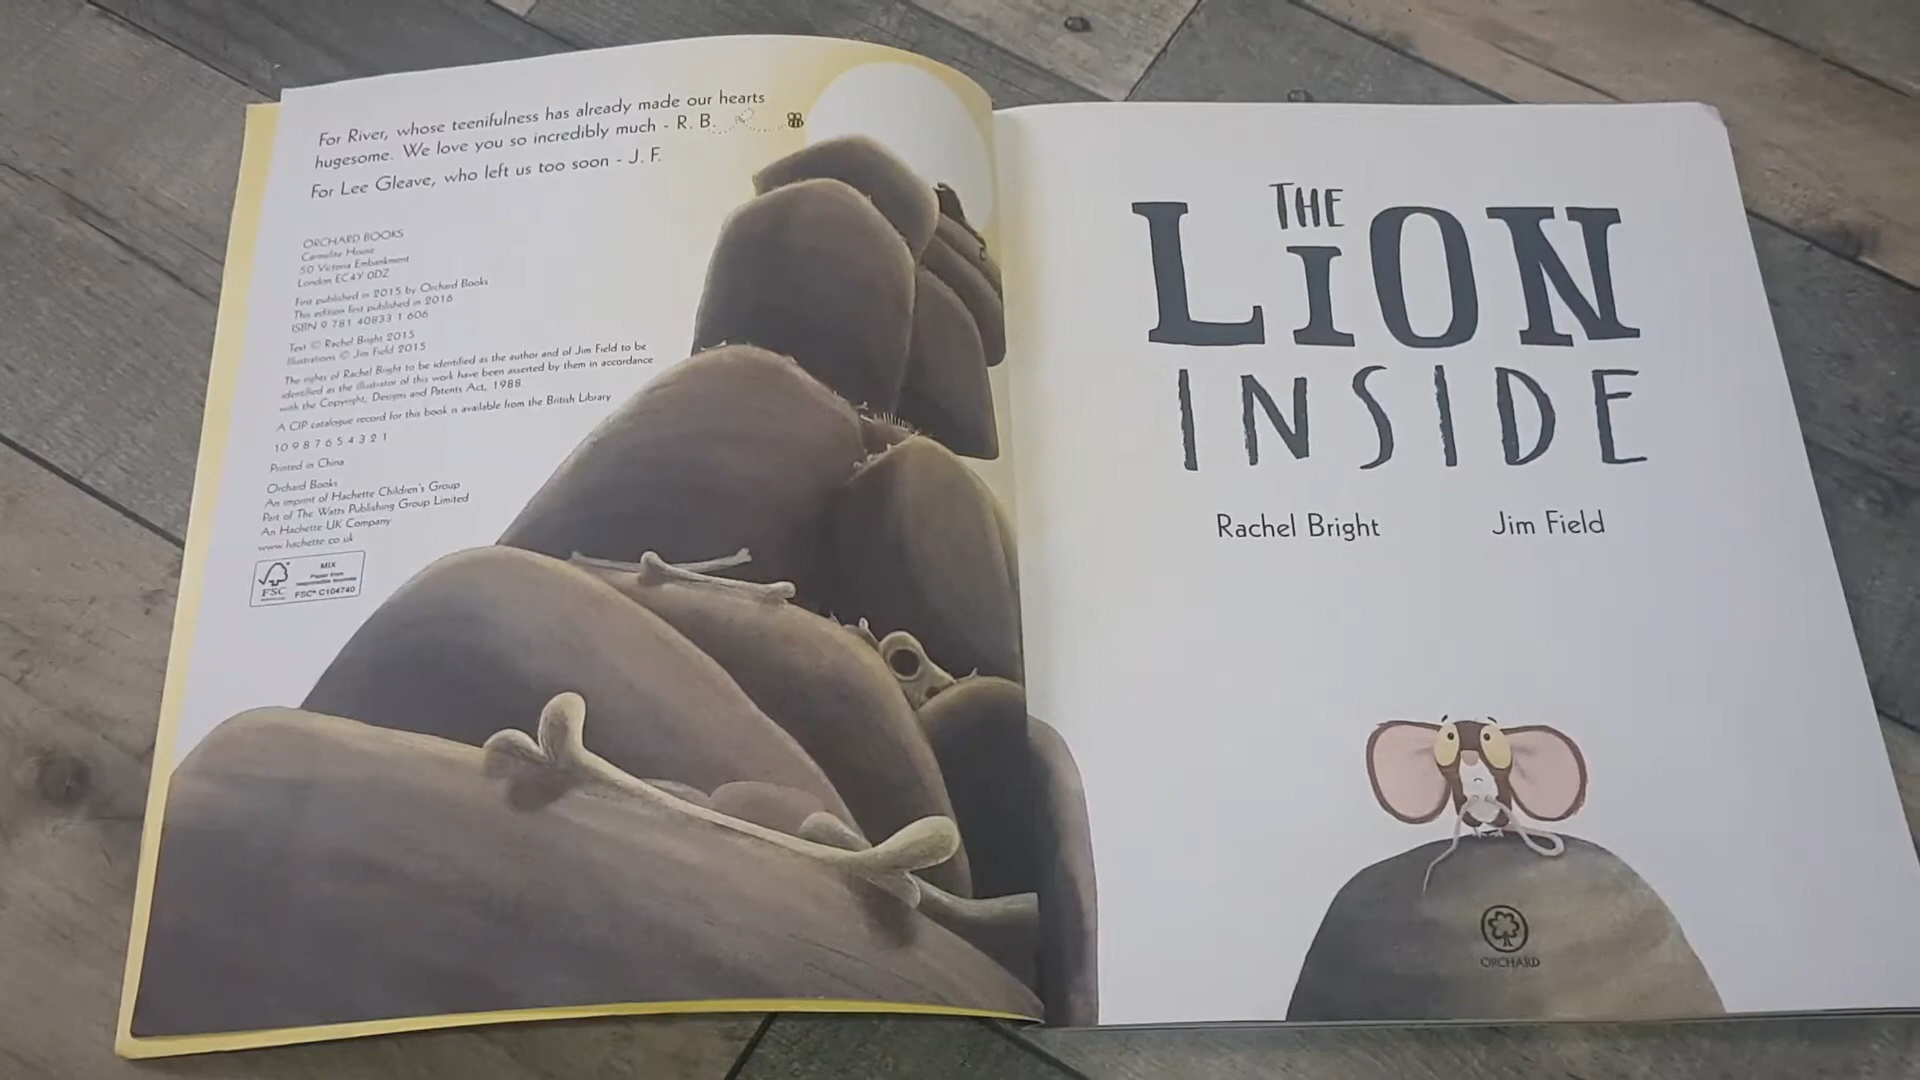 For River, whose teenifulness has already made our hearts
hugesome. We love you so incredibly much - R. B.
For Lee Gleave, who left us too soon - J. F.
ORCHARD BOOKS
Carmelite House
50 Victoria Embankment
London EC4Y 0DZ
First published in 2015 by Orchard Books
This edition first published in 2016
ISBN 9 781 40833 1 606
Text © Rachel Bright 2015
Illustrations © Jim Field 2015
The rights of Rachel Bright to be identified as the author and of Jim Field to be
identified as the illustrator of this work have been asserted by them in accordance
with the Copyright, Designs and Patents Act, 1988.
A CIP catalogue record for this book is available from the British Library
10 9 8 7 6 5 4 3 2 1
Printed in China
Orchard Books
An imprint of Hachette Children's Group
Part of The Watts Publishing Group Limited
An Hachette UK Company
www.hachette.co.uk
MIX
Paper from
responsible sources
FSC
FSC® C104740
THE
LiON
INSIDE
Rachel Bright Jim Field
ORCHARD